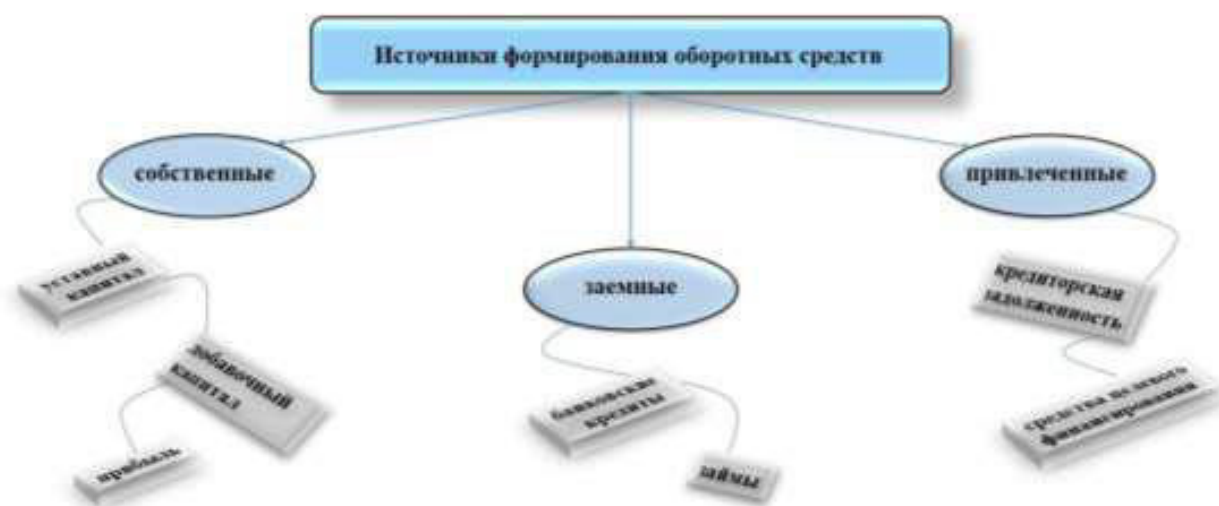 Источники формирования оборотных средств
собственные
привлеченные
заемные
уставный
капитал
добавочный
капитал
прибыль
банковские
кредиты
займы
кредиторская
задолженность
средства целевого
финансирования